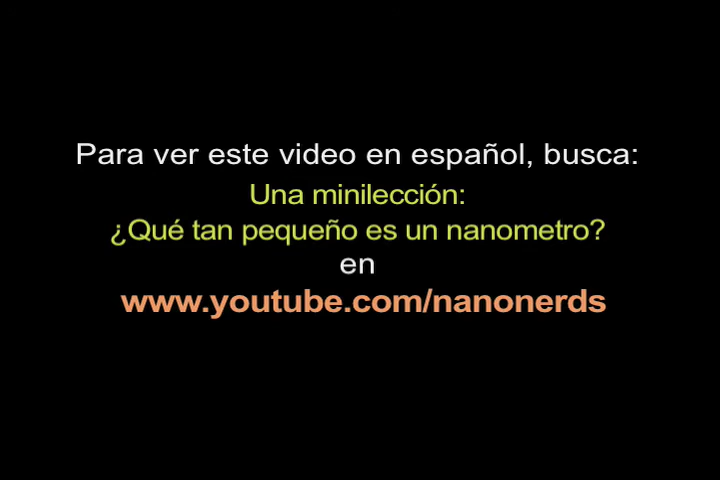 Para ver este video en español, busca:
Una minilección:
¿Qué tan pequeño es un nanometro?
en
www.youtube.com/nanonerds